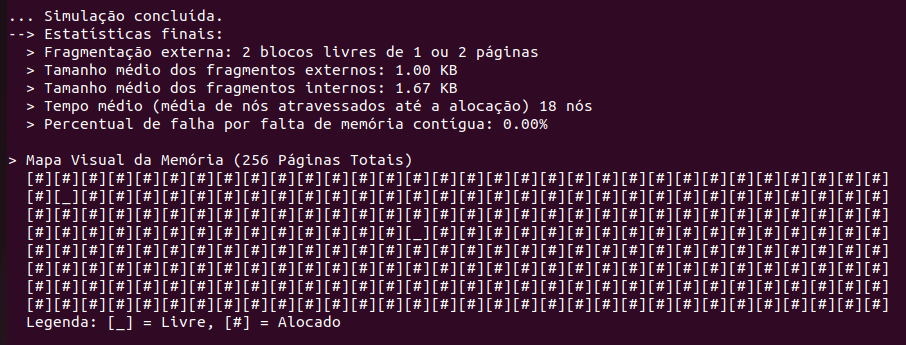 ... Simulação concluída.
--> Estatísticas finais:
> Fragmentação externa: 2 blocos livres de 1 ou 2 páginas
> Tamanho médio dos fragmentos externos: 1.00 KB
> Tamanho médio dos fragmentos internos: 1.67 KB
> Tempo médio (média de nós atravessados até a alocação) 18 nós
> Percentual de falha por falta de memória contígua: 0.00%
> Mapa Visual da Memória (256 Páginas Totais)
[#][#][#][#][#][#][#][#][#][#][#][#][#][#][#][#][#][#][#][#][#][#][#][#][#][#][#][#][#][#][#][#]
[#][_][#][#][#][#][#][#][#][#][#][#][#][#][#][#][#][#][#][#][#][#][#][#][#][#][#][#][#][#][#][#]
[#][#][#][#][#][#][#][#][#][#][#][#][#][#][#][#][#][#][#][#][#][#][#][#][#][#][#][#][#][#][#][#]
[#][#][#][#][#][#][#][#][#][#][#][#][#][#][_][#][#][#][#][#][#][#][#][#][#][#][#][#][#][#][#][#]
[#][#][#][#][#][#][#][#][#][#][#][#][#][#][#][#][#][#][#][#][#][#][#][#][#][#][#][#][#][#][#][#]
[#][#][#][#][#][#][#][#][#][#][#][#][#][#][#][#][#][#][#][#][#][#][#][#][#][#][#][#][#][#][#][#]
[#][#][#][#][#][#][#][#][#][#][#][#][#][#][#][#][#][#][#][#][#][#][#][#][#][#][#][#][#][#][#][#]
[#][#][#][#][#][#][#][#][#][#][#][#][#][#][#][#][#][#][#][#][#][#][#][#][#][#][#][#][#][#][#][#]
Legenda: [_] = Livre, [#] = Alocado